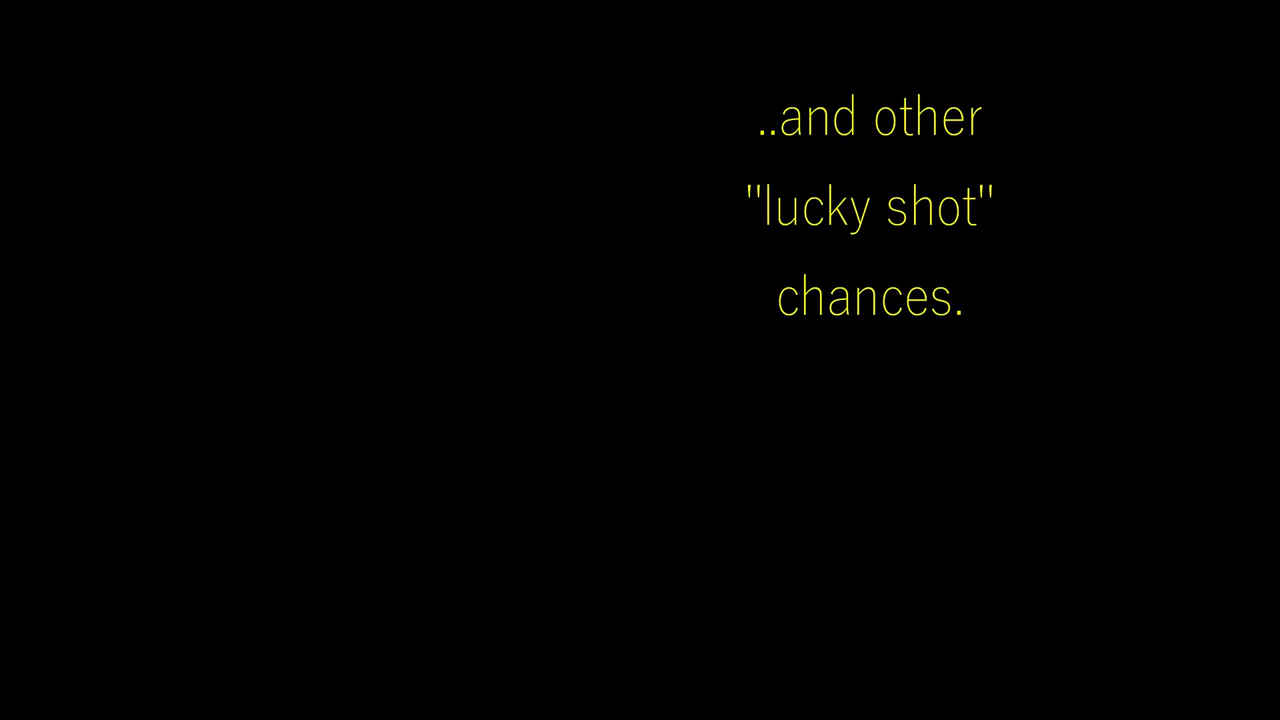 ..and other
"lucky shot"
chances.